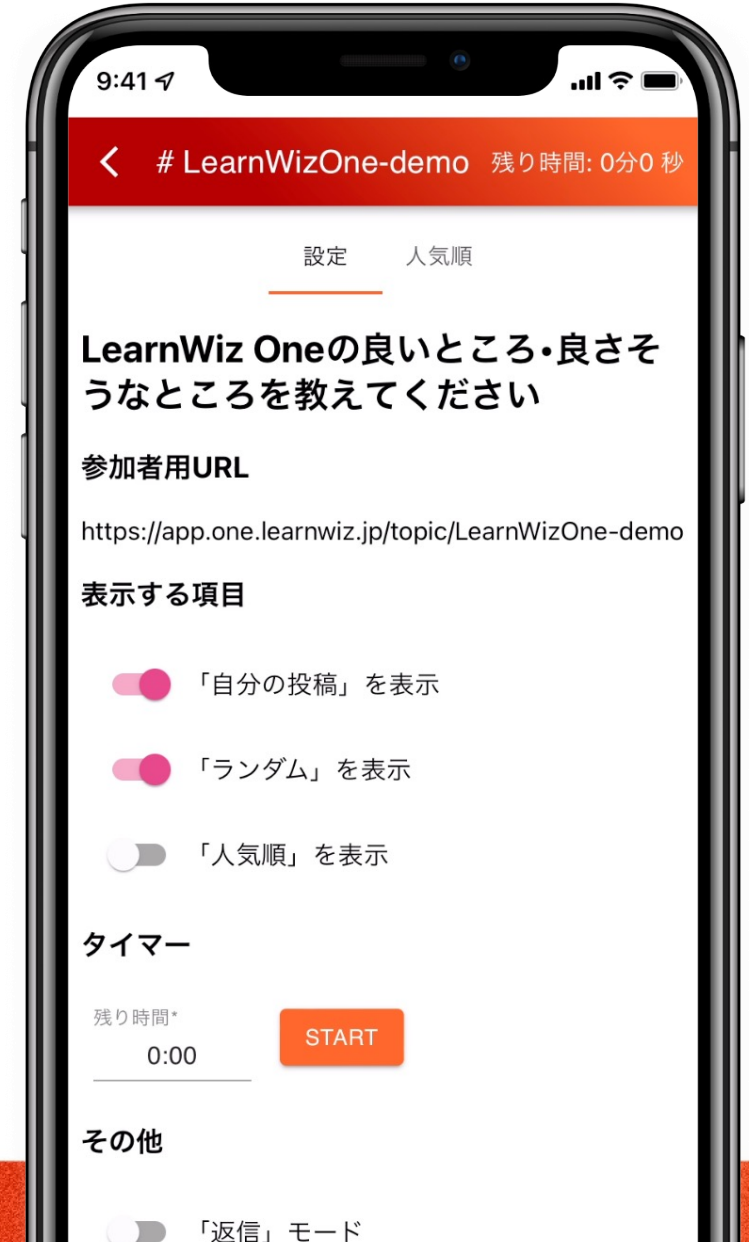 9:41
# LearnWizOne-demo 残り時間: 0分0 秒
設定 人気順
LearnWiz Oneの良いところ・良さそ
うなところを教えてください
参加者用URL
https://app.one.learnwiz.jp/topic/LearnWizOne-demo
表示する項目
「自分の投稿」を表示
「ランダム」を表示
「人気順」を表示
タイマー
残り時間*
0:00 START
その他
「返信」モード